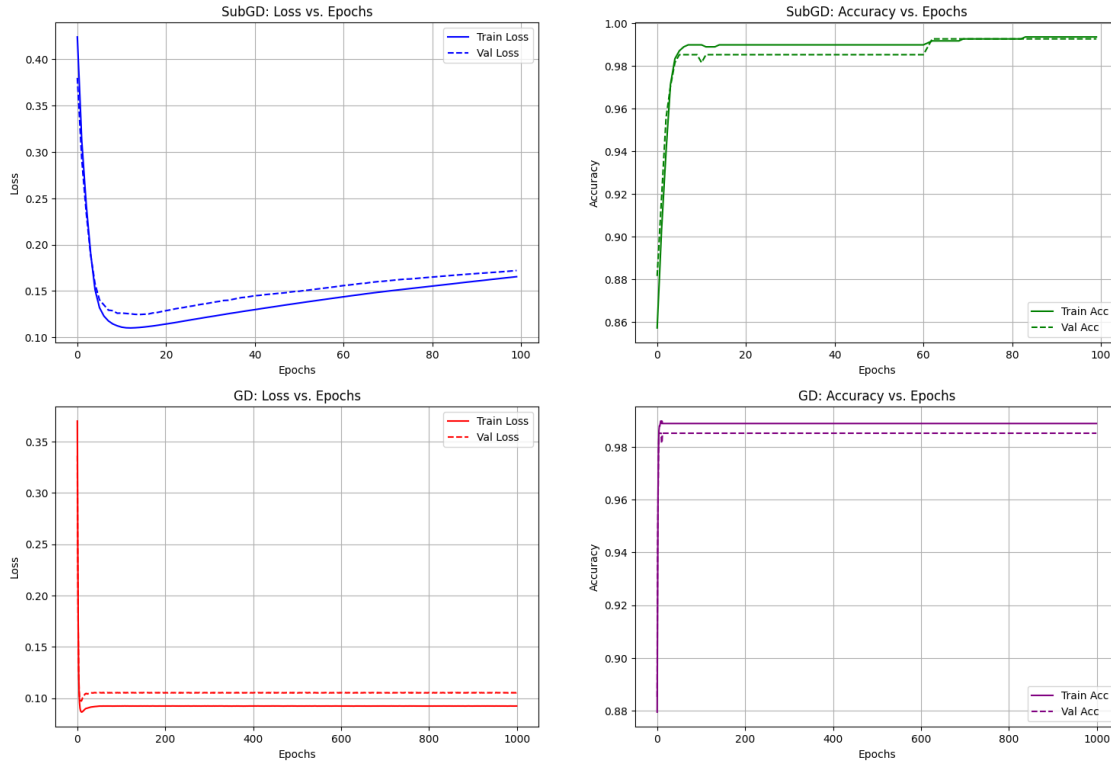 SubGD: Loss vs. Epochs
Train Loss
Val Loss
0.40
0.35
0.30
0.25
0.20
0.15
0.10
Loss
0
20
40
60
80
100
Epochs
SubGD: Accuracy vs. Epochs
1.00
0.98
0.96
0.94
0.92
0.90
0.88
0.86
Accuracy
Train Acc
Val Acc
0
20
40
60
80
100
Epochs
GD: Loss vs. Epochs
Train Loss
Val Loss
0.35
0.30
0.25
0.20
0.15
0.10
Loss
0
200
400
600
800
1000
Epochs
GD: Accuracy vs. Epochs
0.98
0.96
0.94
0.92
0.90
0.88
Accuracy
Train Acc
Val Acc
0
200
400
600
800
1000
Epochs